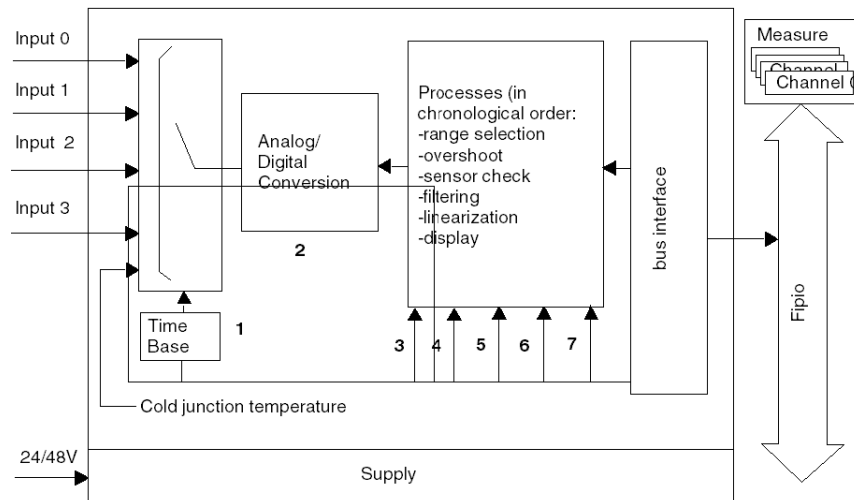 Input 0
Input 1
Input 2
Input 3
Analog/
Digital
Conversion
2
Processes (in
chronological order:
-range selection
-overshoot
-sensor check
-filtering
-linearization
-display
bus interface
Measure
Channel
Channel
Fipio
Time
Base
1
3
4
5
6
7
Cold junction temperature
24/48V
Supply